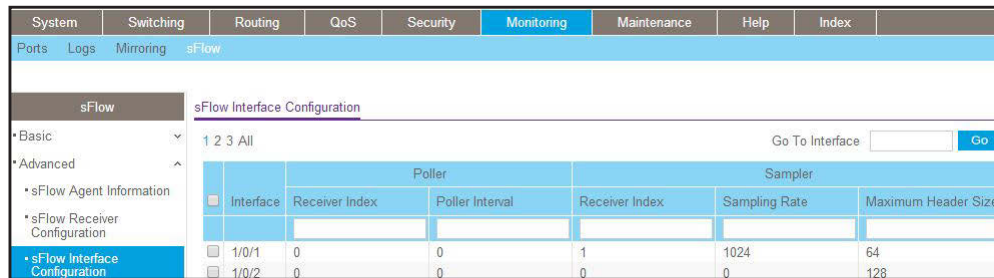 System Switching Routing QoS Security Monitoring Maintenance Help Index
Ports Logs Mirroring sFlow
sFlow
Basic
Advanced
sFlow Agent Information
sFlow Receiver
Configuration
sFlow Interface
Configuration
sFlow Interface Configuration
1 2 3 All Go To Interface Go
Poller Sampler
Interface Receiver Index Poller Interval Receiver Index Sampling Rate Maximum Header Size
1/0/1 0 0 1 1024 64
1/0/2 0 0 0 0 128